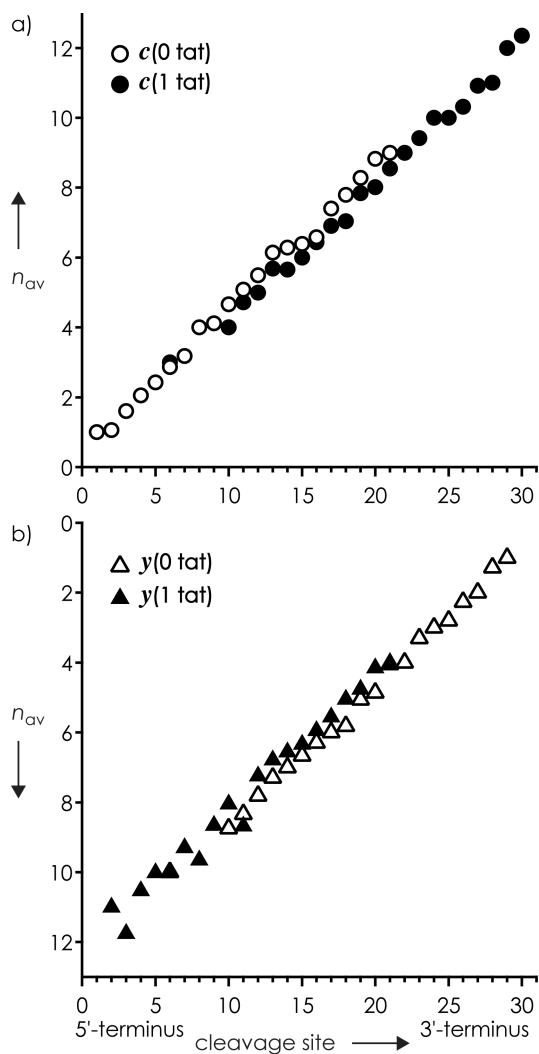 a)
12
10
8
6
4
2
0
c(0 tat)
c(1 tat)
nav
0 5 10 15 20 25 30
b)
0
2
4
6
8
10
12
y(0 tat)
y(1 tat)
nav
0 5 10 15 20 25 30
5'-terminus 3'-terminus
cleavage site